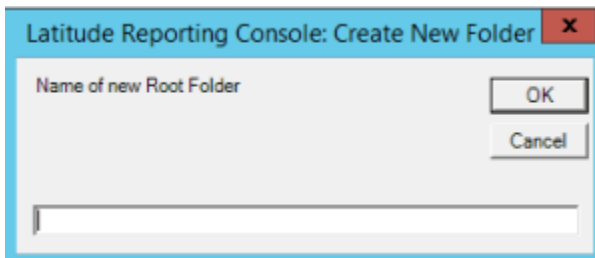 Latitude Reporting Console: Create New Folder x
Name of new Root Folder
OK
Cancel